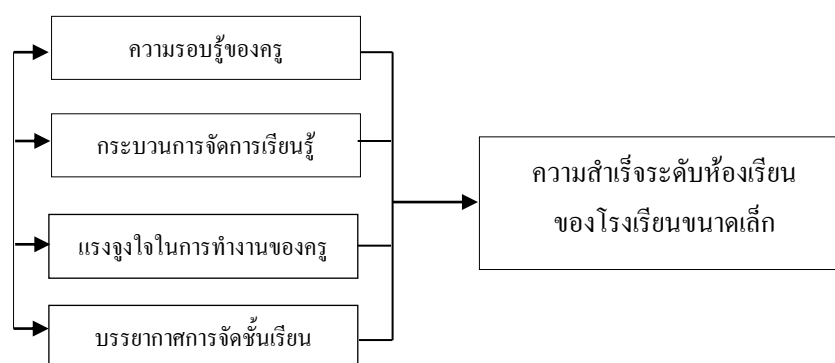 ความรอบรู้ของครู
กระบวนการจัดการเรียนรู้
แรงจูงใจในการทำงานของครู
บรรยากาศการจัดชั้นเรียน
ความสำเร็จระดับห้องเรียน
ของโรงเรียนขนาดเล็ก